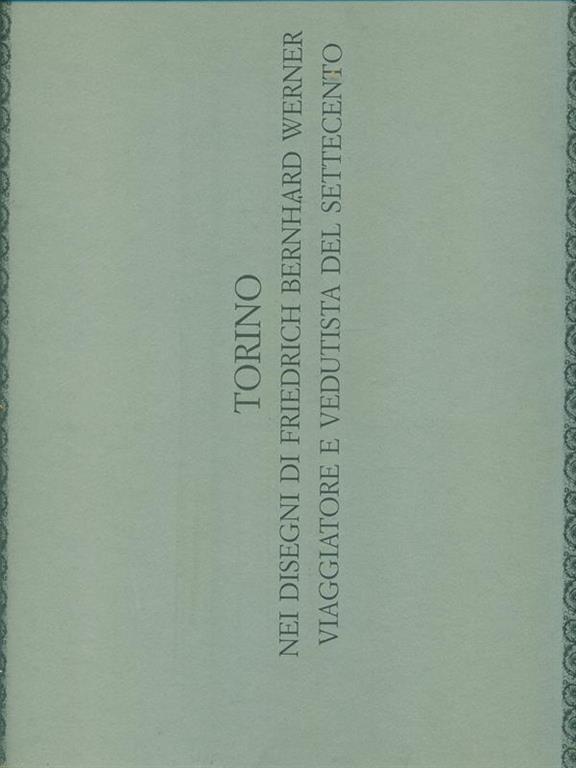 TORINO
NEI DISEGNI DI FRIEDRICH BERNHARD WERNER
VIAGGIATORE E VEDUTISTA DEL SETTECENTO